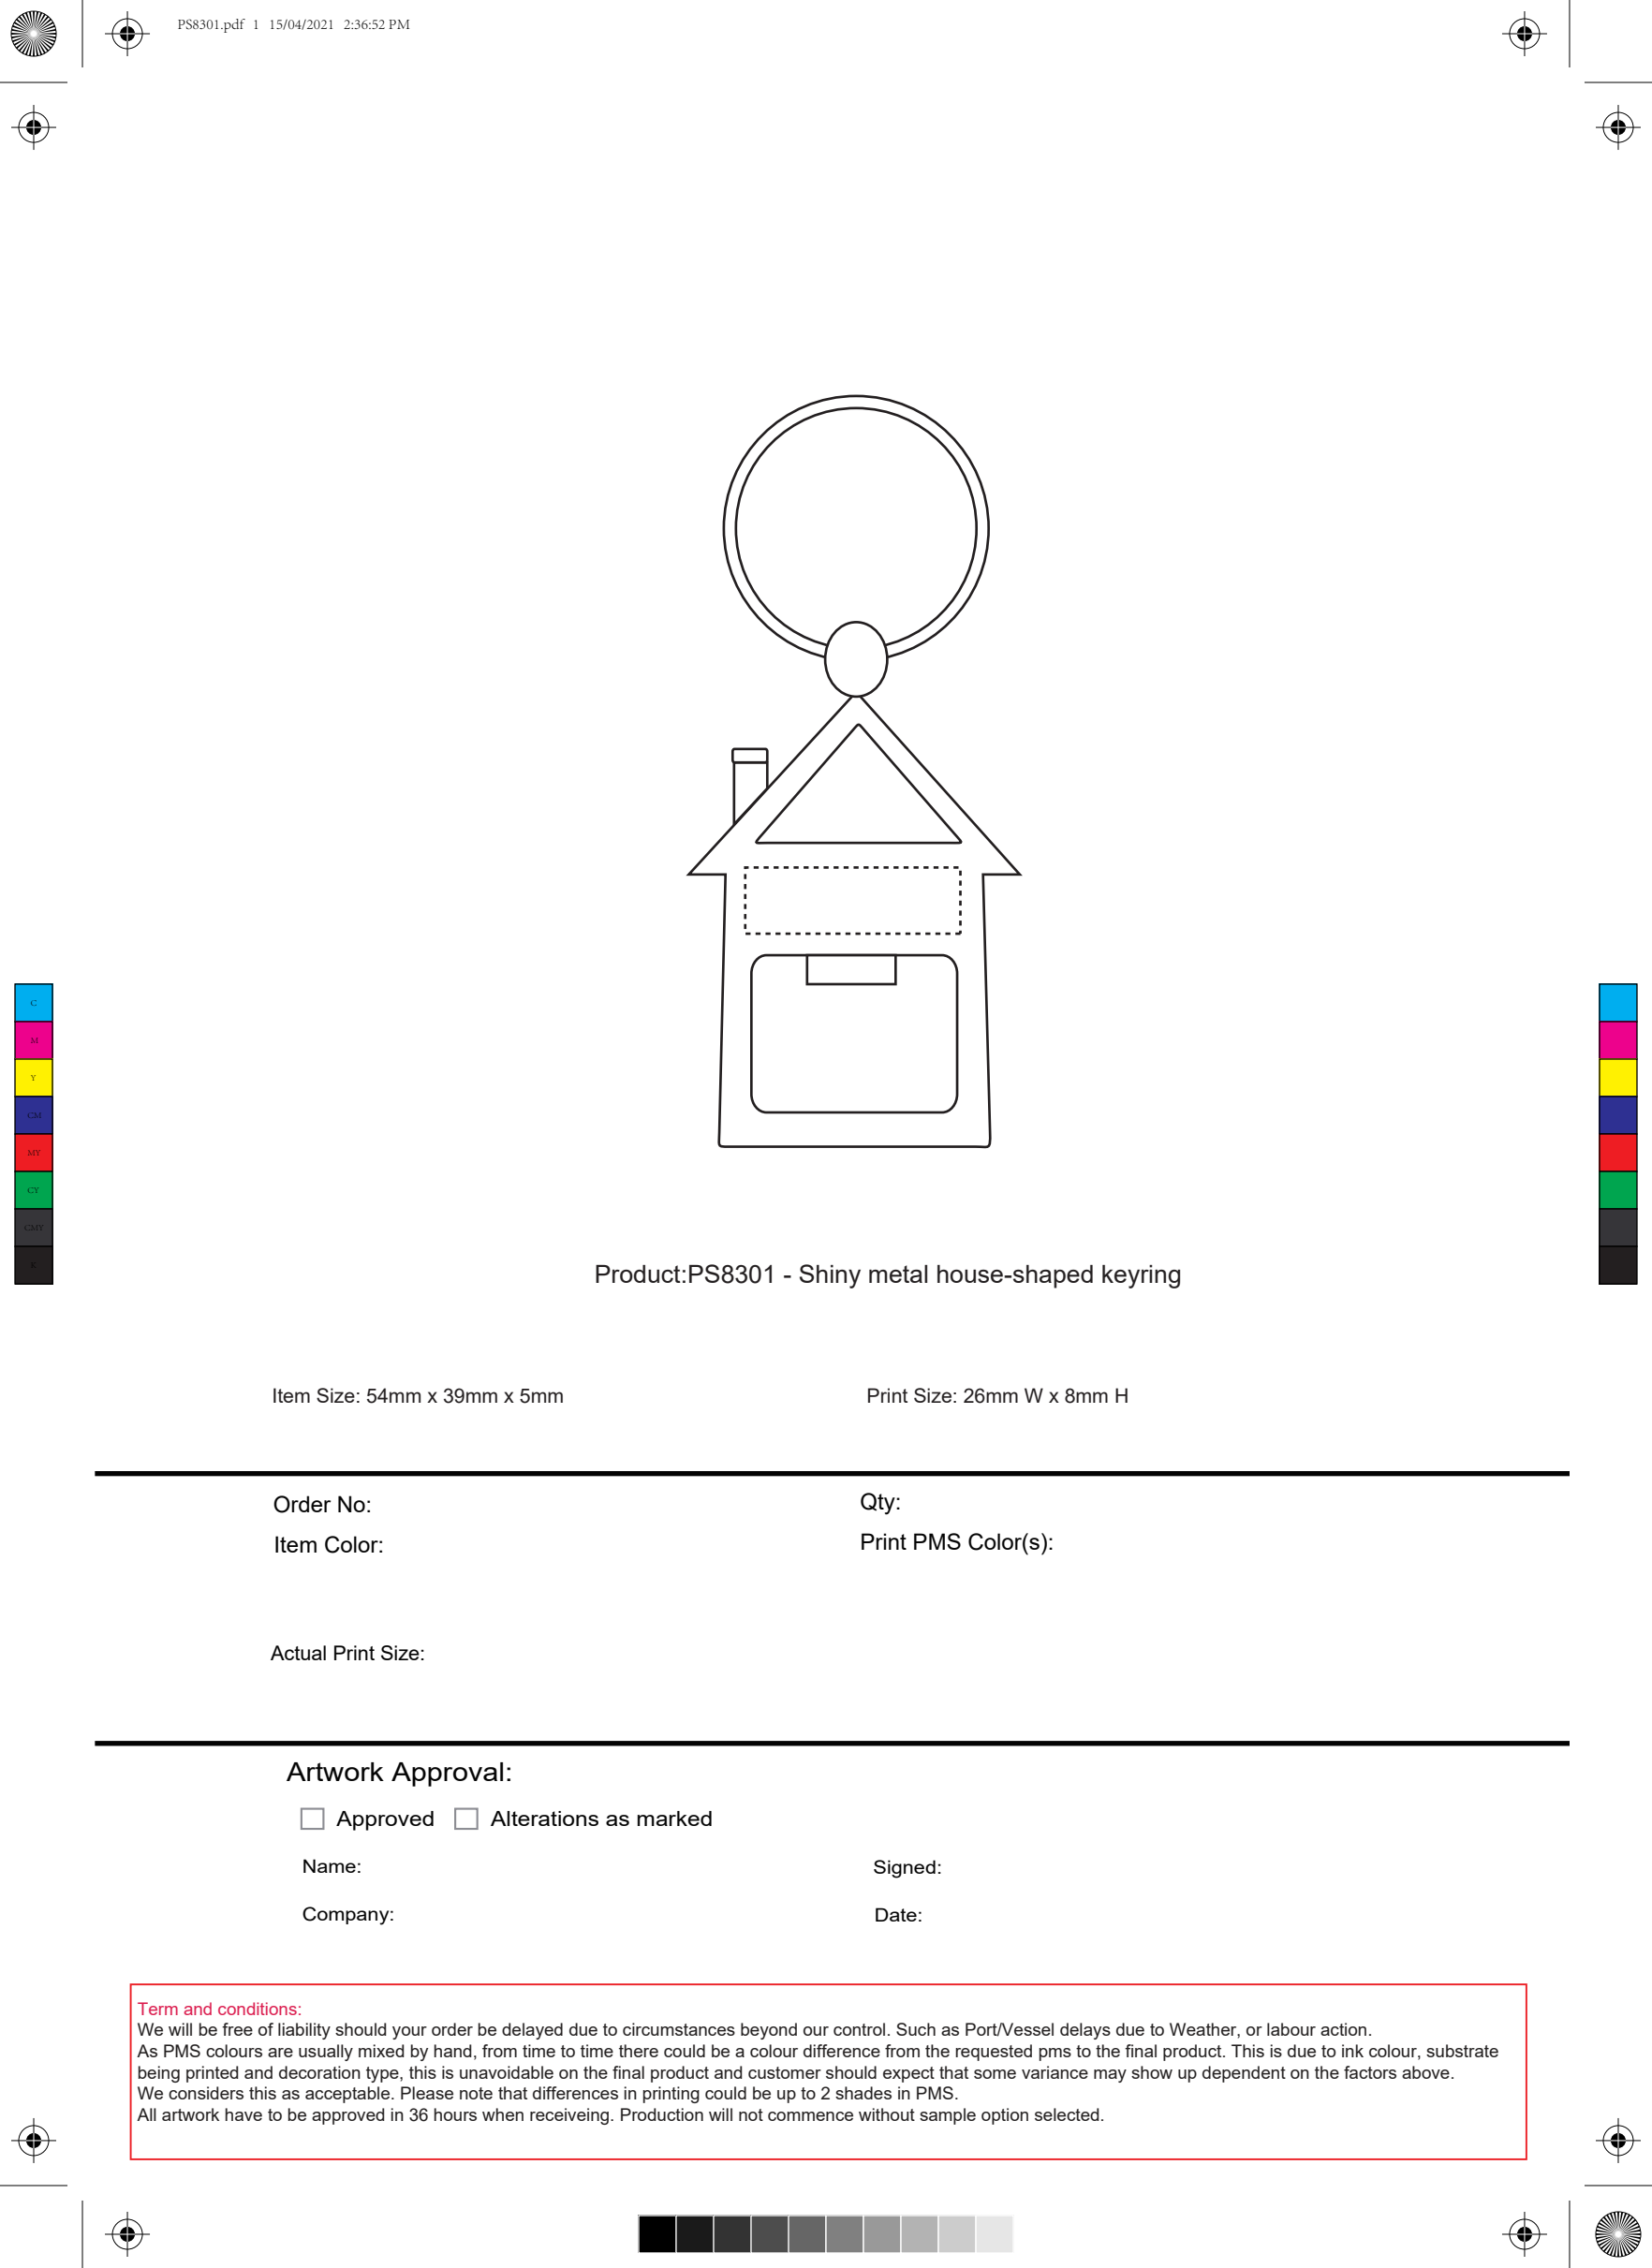 PS8301.pdf 1 15/04/2021 2:36:52 PM
C
M
Y
CM
MY
CY
CMY
K
Product:PS8301 - Shiny metal house-shaped keyring
Item Size: 54mm x 39mm x 5mm
Print Size: 26mm W x 8mm H
Order No:
Qty:
Item Color:
Print PMS Color(s):
Actual Print Size:
Artwork Approval:
Approved
Alterations as marked
Name:
Signed:
Company:
Date:
Term and conditions:
We will be free of liability should your order be delayed due to circumstances beyond our control. Such as Port/Vessel delays due to Weather, or labour action.
As PMS colours are usually mixed by hand, from time to time there could be a colour difference from the requested pms to the final product. This is due to ink colour, substrate
being printed and decoration type, this is unavoidable on the final product and customer should expect that some variance may show up dependent on the factors above.
We considers this as acceptable. Please note that differences in printing could be up to 2 shades in PMS.
All artwork have to be approved in 36 hours when receiveing. Production will not commence without sample option selected.